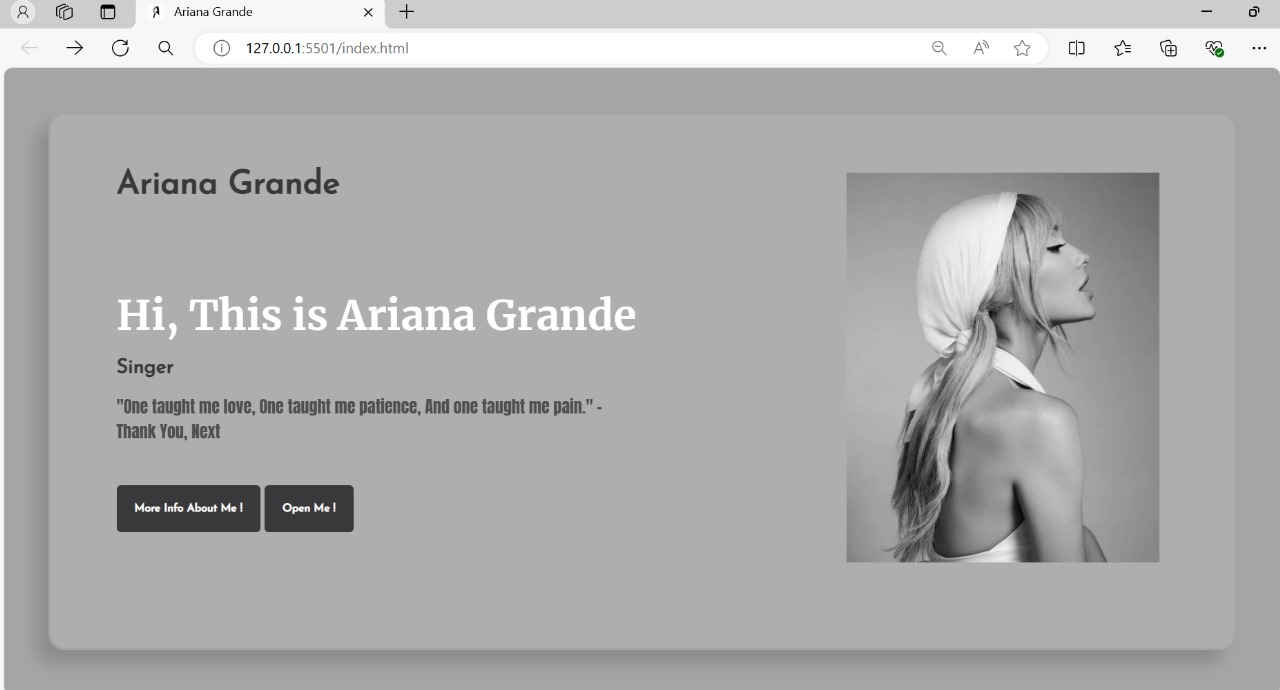 Ariana Grande
127.0.0.1:5501/index.html
Ariana Grande
Hi, This is Ariana Grande
Singer
"One taught me love, One taught me patience, And one taught me pain." -
Thank You, Next
More Info About Me ! Open Me !